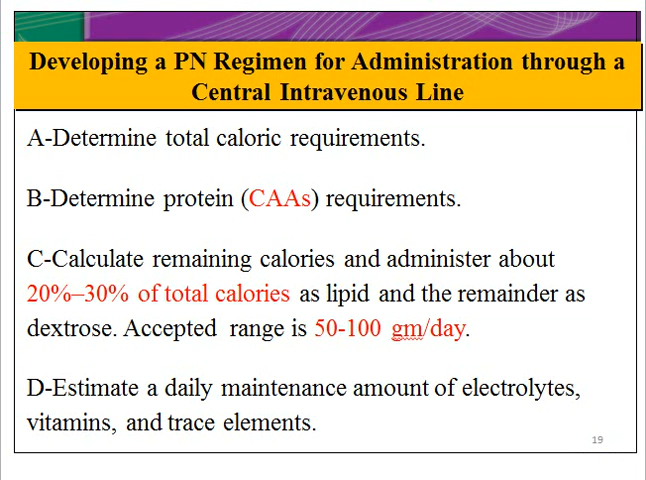 Developing a PN Regimen for Administration through a
Central Intravenous Line
A-Determine total caloric requirements.
B-Determine protein (CAAs) requirements.
C-Calculate remaining calories and administer about
20%–30% of total calories as lipid and the remainder as
dextrose. Accepted range is 50-100 gm/day.
D-Estimate a daily maintenance amount of electrolytes,
vitamins, and trace elements.
19